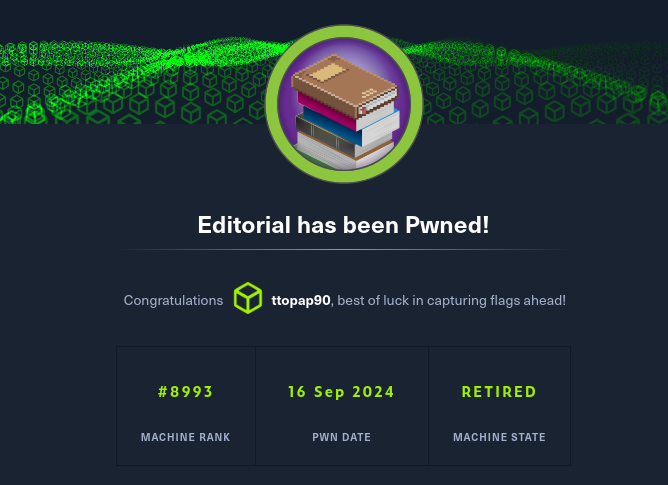 Editorial has been Pwned!
Congratulations ttopap90, best of luck in capturing flags ahead!
#8993 16 Sep 2024 RETIRED
MACHINE RANK PWN DATE MACHINE STATE